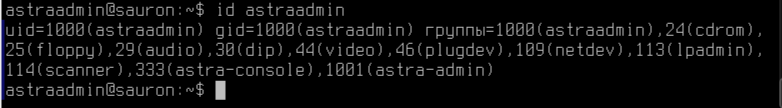 astraadmin@sauron:~$ id astraadmin
uid=1000(astraadmin) gid=1000(astraadmin) группы=1000(astraadmin),24(cdrom),
25(floppy),29(audio),30(dip),44(video),46(plugdev),109(netdev),113(lpadmin),
114(scanner),333(astra-console),1001(astra-admin)
astraadmin@sauron:~$